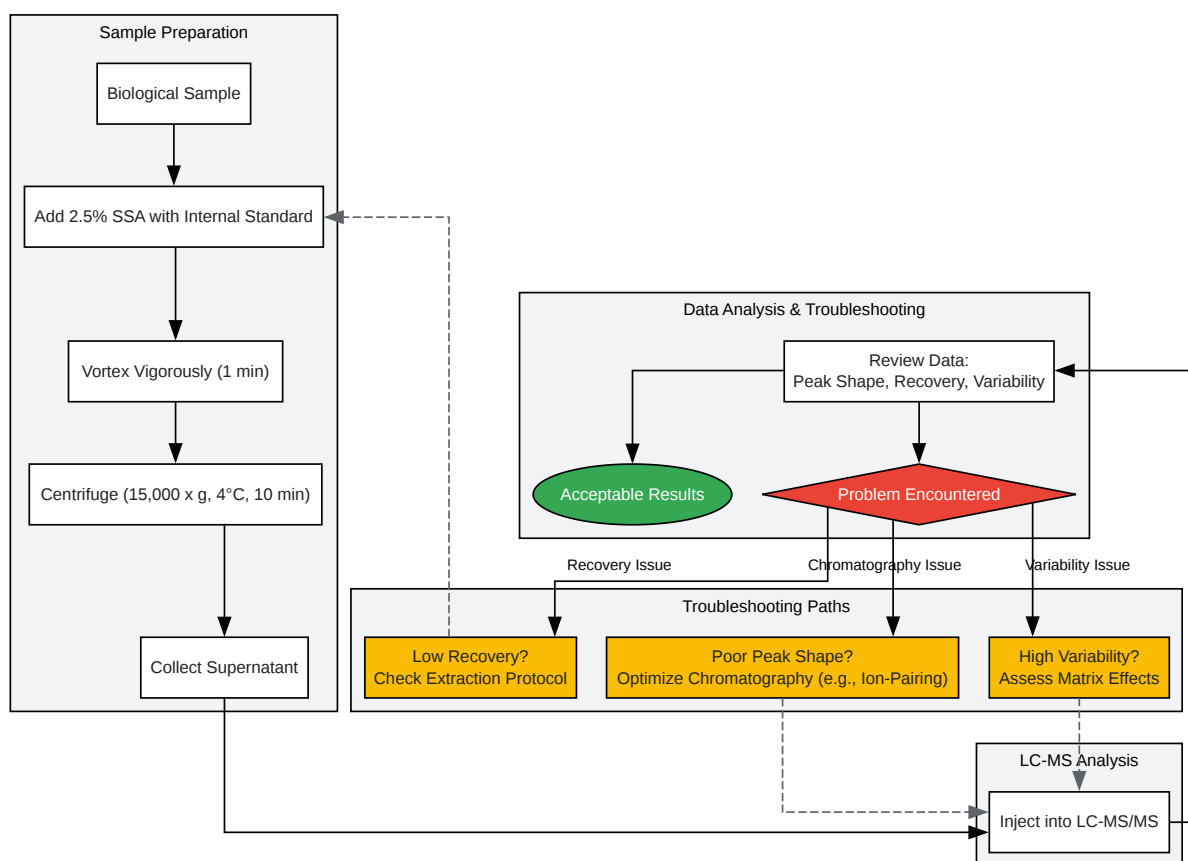 Sample Preparation
Biological Sample
Add 2.5% SSA with Internal Standard
Vortex Vigorously (1 min)
Centrifuge (15,000 x g, 4°C, 10 min)
Collect Supernatant
Data Analysis & Troubleshooting
Review Data:
Peak Shape, Recovery, Variability
Acceptable Results
Problem Encountered
Recovery Issue
Chromatography Issue
Variability Issue
Troubleshooting Paths
Low Recovery?
Check Extraction Protocol
Poor Peak Shape?
Optimize Chromatography (e.g., Ion-Pairing)
High Variability?
Assess Matrix Effects
LC-MS Analysis
Inject into LC-MS/MS